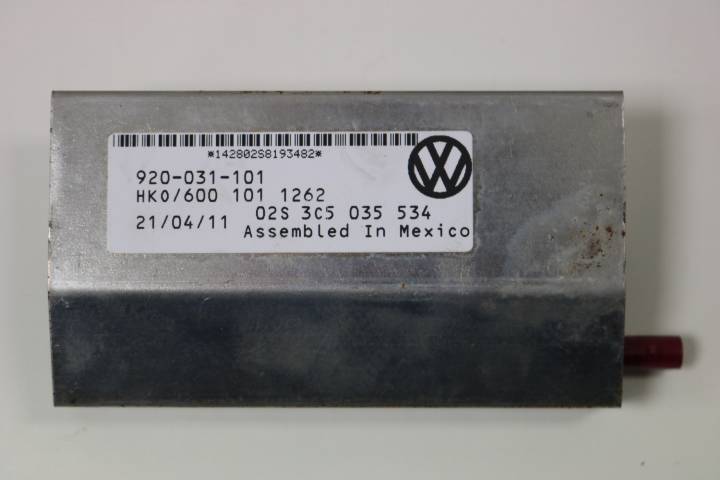 *142802S8193482*
920-031-101
HK0/600 101 1262
21/04/11 02S 3C5 035 534
Assembled In Mexico